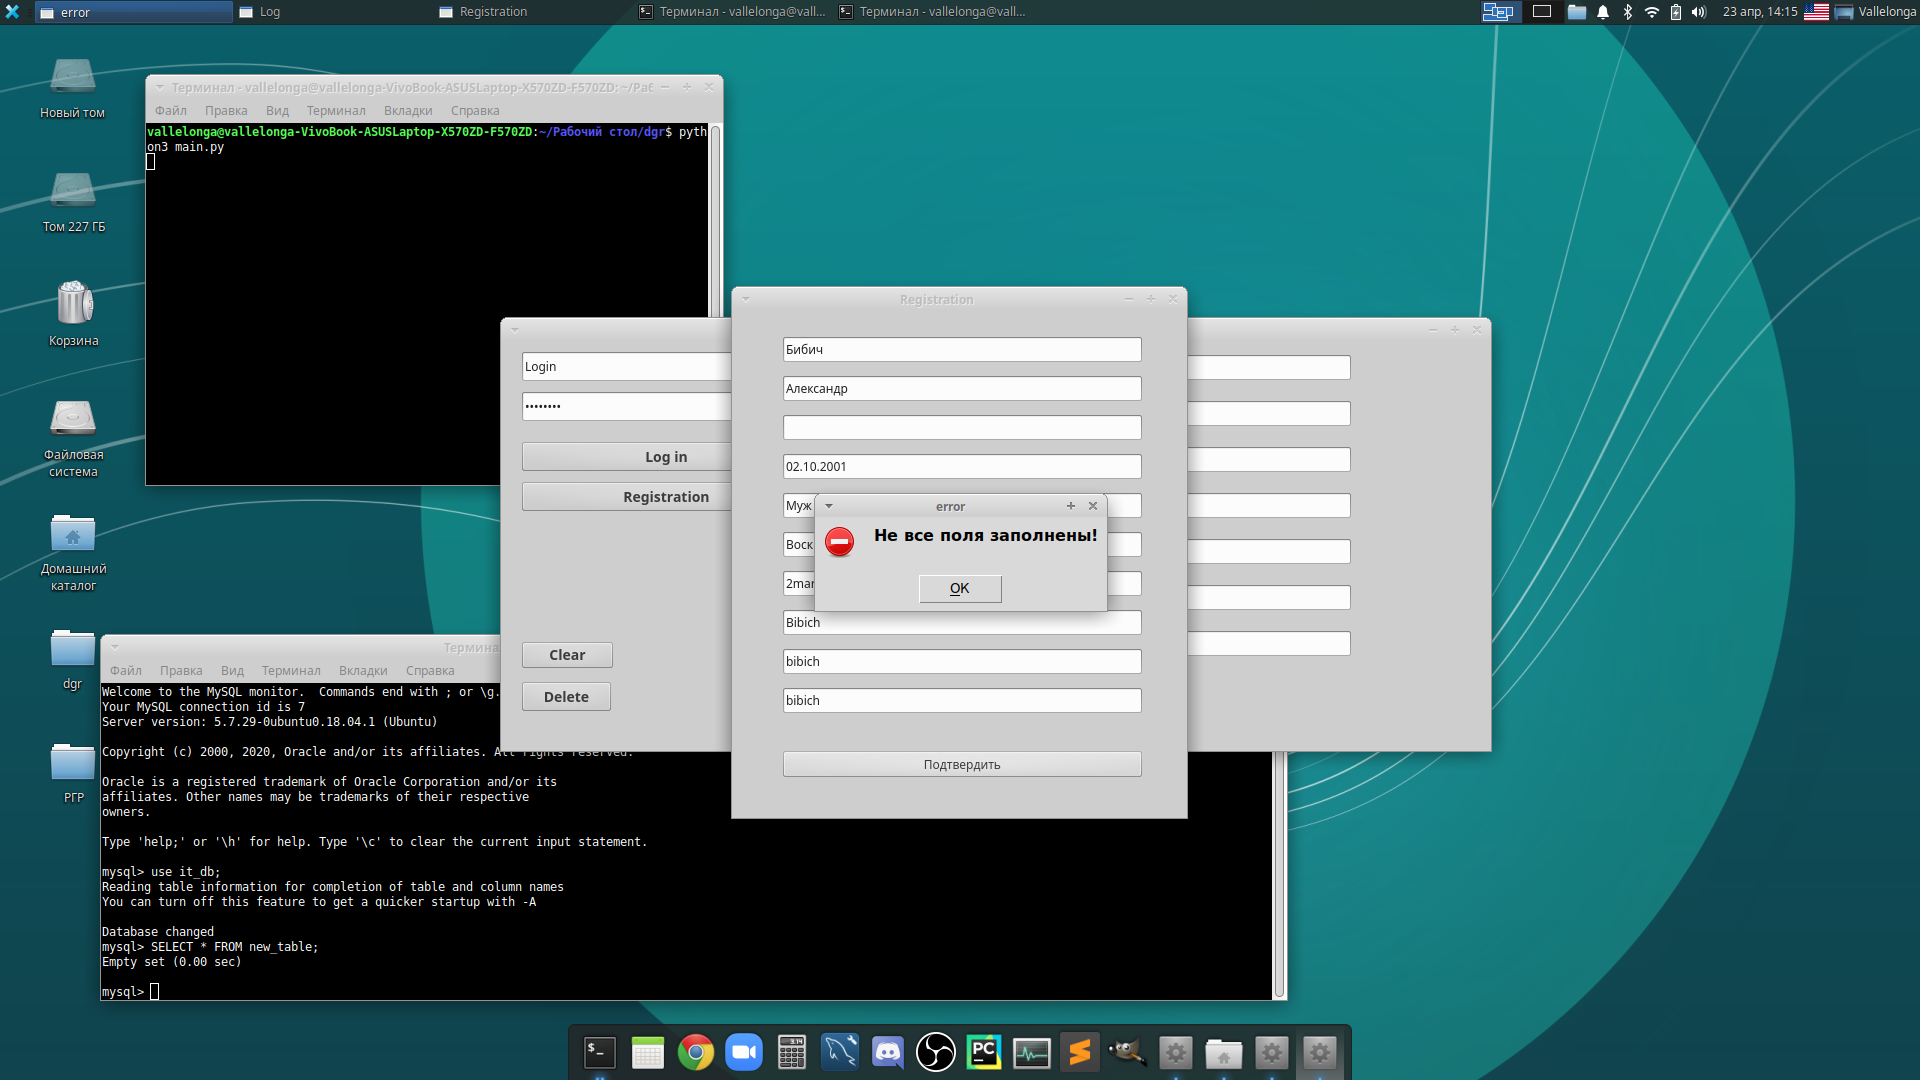 error
Log
Registration
Терминал - vallelonga@vall...
Терминал - vallelonga@vall...
23 апр, 14:15
Vallelonga
Новый том
Том 227 ГБ
Корзина
Файловая
система
Домашний
каталог
dgr
РГР
Терминал - vallelonga@vallelonga-VivoBook-ASUSLaptop-X570ZD-F570ZD: ~/Раб
Файл Правка Вид Терминал Вкладки Справка
vallelonga@vallelonga-VivoBook-ASUSLaptop-X570ZD-F570ZD:~/Рабочий стол/dgr$ pyth
on3 main.py
Login
••••••••
Log in
Registration
Clear
Delete
Registration
Бибич
Александр
02.10.2001
Муж
Воск
Bibich
bibich
bibich
Подтвердить
error
Не все поля заполнены!
OK
Файл Правка Вид Терминал Вкладки Справка
Welcome to the MySQL monitor.  Commands end with ; or \g.
Your MySQL connection id is 7
Server version: 5.7.29-0ubuntu0.18.04.1 (Ubuntu)
Copyright (c) 2000, 2020, Oracle and/or its affiliates. All rights reserved.
Oracle is a registered trademark of Oracle Corporation and/or its
affiliates. Other names may be trademarks of their respective
owners.
Type 'help;' or '\h' for help. Type '\c' to clear the current input statement.
mysql> use it_db;
Reading table information for completion of table and column names
You can turn off this feature to get a quicker startup with -A
Database changed
mysql> SELECT * FROM new_table;
Empty set (0.00 sec)
mysql>
$_
3.14
PC